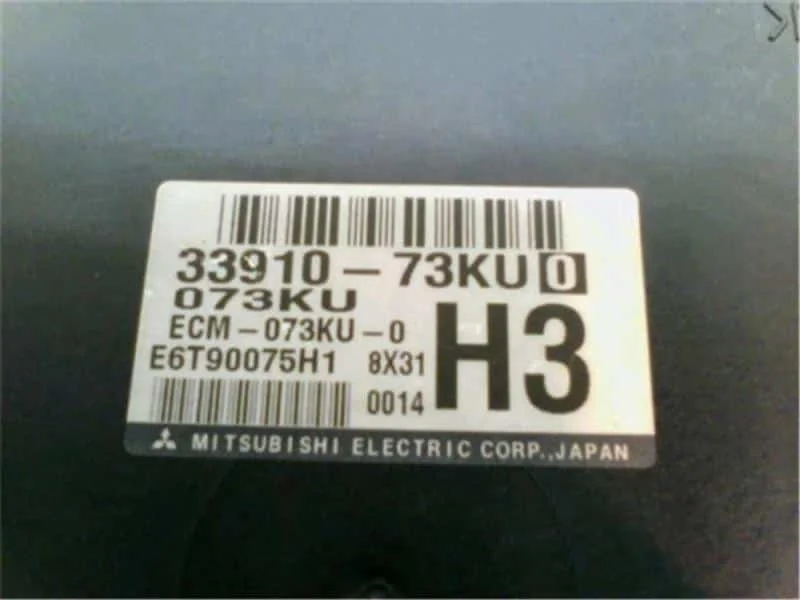 33910-73KU 0
073KU
ECM-073KU-0
H3
E6T90075H1 8X31
0014
MITSUBISHI ELECTRIC CORP.,JAPAN